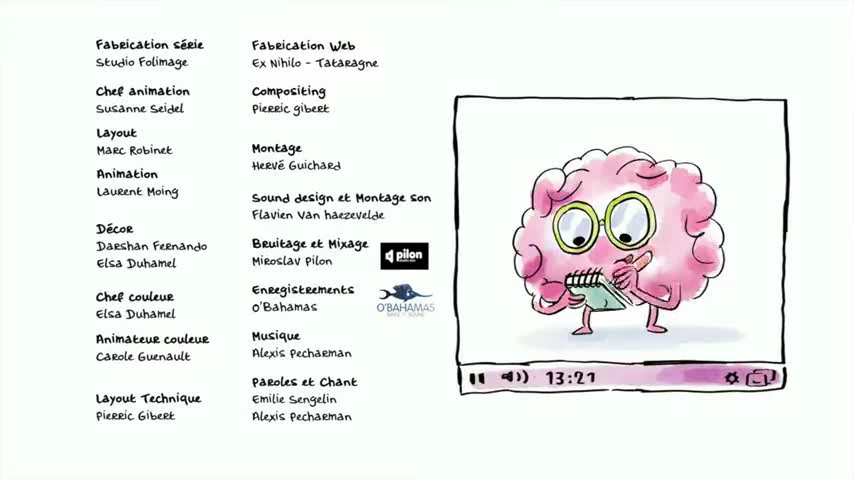 Fabrication série
Studio Folimage
Chef animation
Susanne Seidel
Layout
Marc Robinet
Animation
Laurent Moing
Décor
Darshan Fernando
Elsa Duhamel
Chef couleur
Elsa Duhamel
Animateur couleur
Carole Guenault
Layout Technique
Pierric Gibert
Fabrication Web
Ex Nihilo - Tataragne
Compositing
Pierric gibert
Montage
Hervé Guichard
Sound design et Montage son
Flavien Van haezevelde
Bruitage et Mixage
Miroslav Pilon
pilon
Enregistrements
O'Bahamas
O'BAHAMAS
MAKE IT SOUND
Musique
Alexis Pecharman
Paroles et Chant
Emilie Sengelin
Alexis Pecharman
13:21